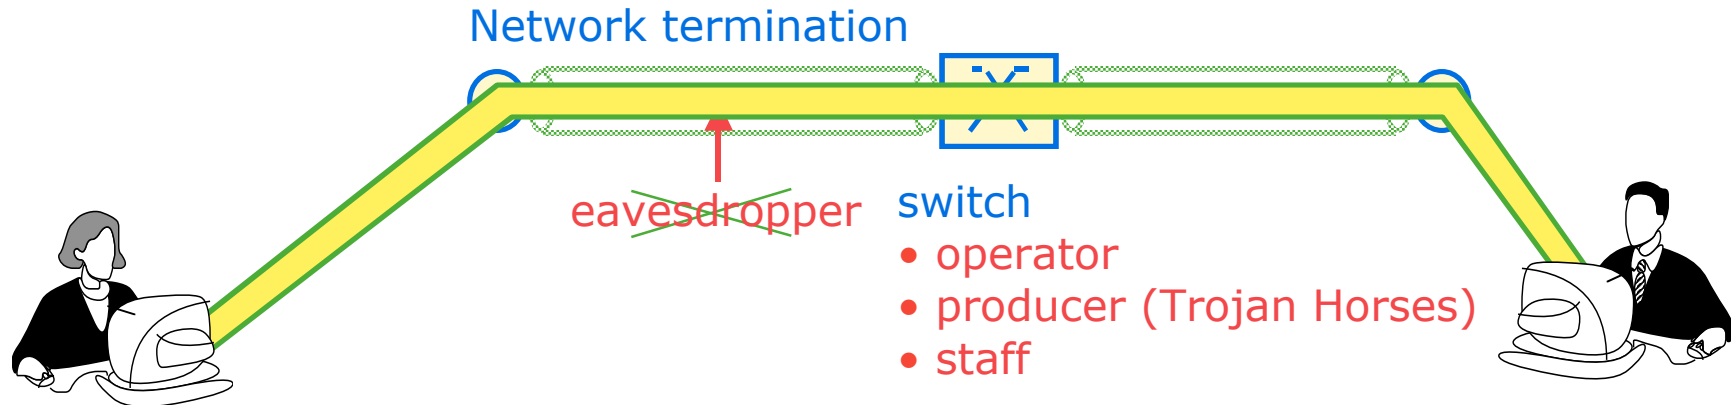 Network termination
eavesdropper
switch
• operator
• producer (Trojan Horses)
• staff